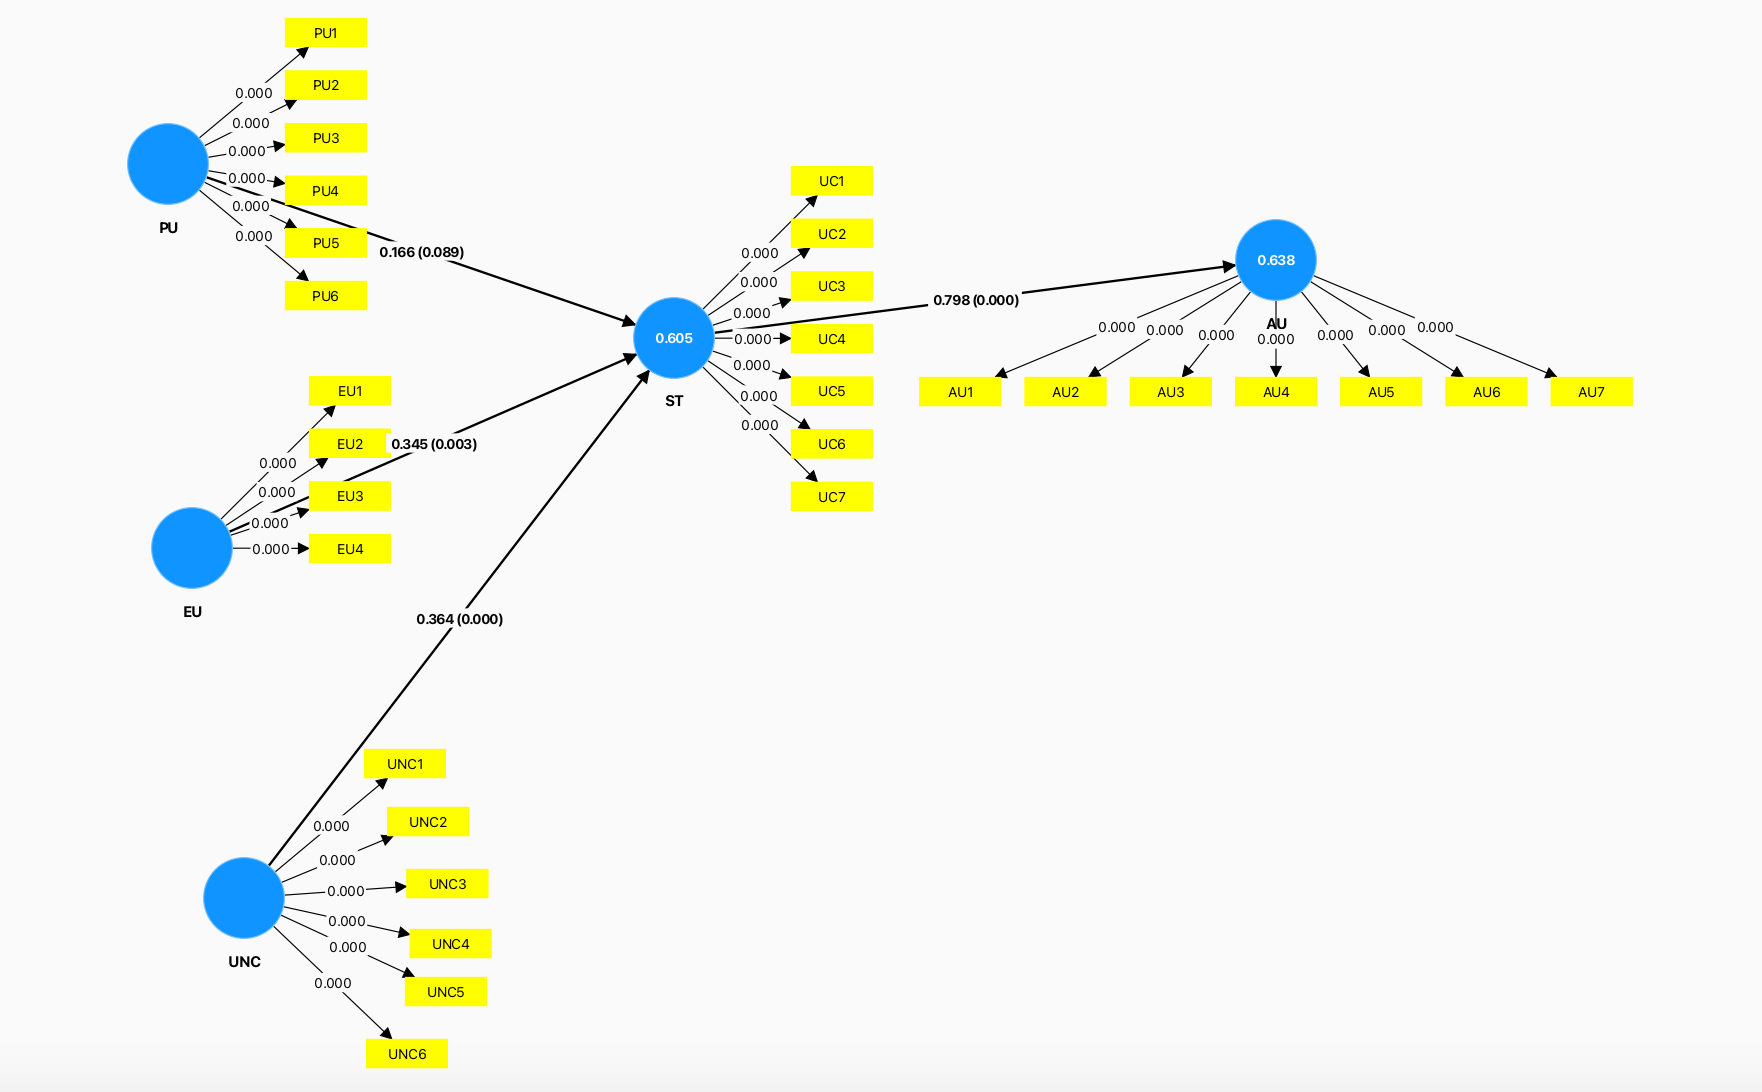 PU1
0.000
PU2
0.000
PU3
0.000
PU4
0.000
PU5
0.000
PU6
0.000
PU
0.166 (0.089)
EU1
0.000
EU2
0.000
EU3
0.000
EU4
0.000
EU
0.345 (0.003)
UNC1
0.000
UNC2
0.000
UNC3
0.000
UNC4
0.000
UNC5
0.000
UNC6
0.000
UNC
0.364 (0.000)
0.605
ST
UC1
0.000
UC2
0.000
UC3
0.000
UC4
0.000
UC5
0.000
UC6
0.000
UC7
0.000
0.798 (0.000)
0.638
AU
0.000
0.000
0.000
0.000
0.000
0.000
0.000
AU1
AU2
AU3
AU4
AU5
AU6
AU7